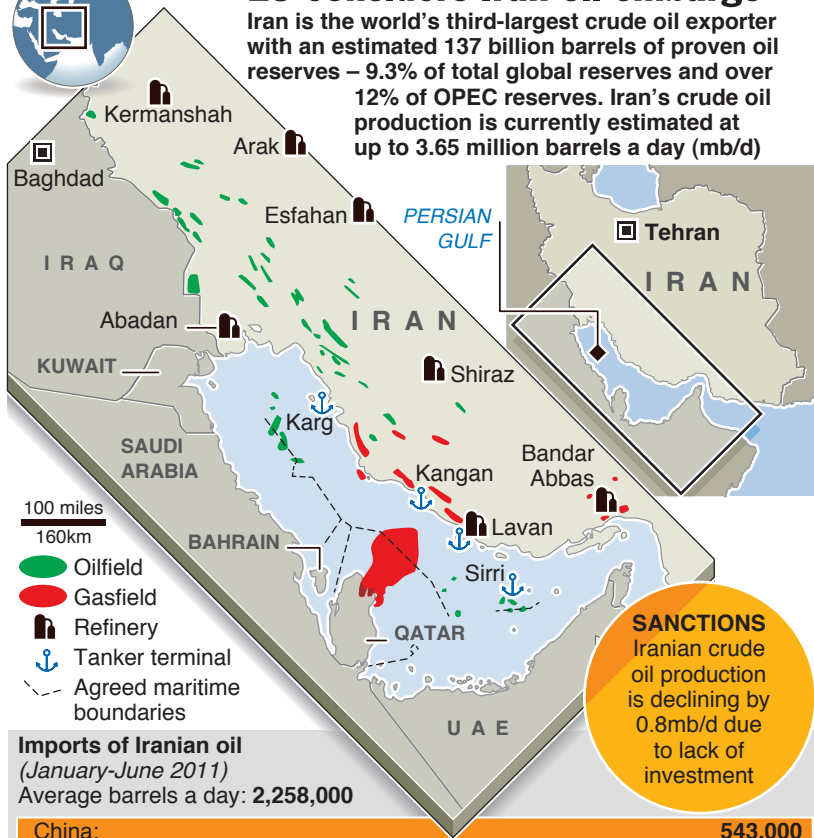 Iran is the world's third-largest crude oil exporter
with an estimated 137 billion barrels of proven oil
reserves – 9.3% of total global reserves and over
12% of OPEC reserves. Iran's crude oil
production is currently estimated at
up to 3.65 million barrels a day (mb/d)
Kermanshah
Arak
Baghdad
Esfahan
PERSIAN
GULF
Tehran
IRAN
IRAQ
Abadan
IRAN
KUWAIT
Shiraz
Karg
SAUDI
ARABIA
Kangan
Bandar
Abbas
Lavan
BAHRAIN
Sirri
QATAR
UAE
100 miles
160km
Oilfield
Gasfield
Refinery
Tanker terminal
Agreed maritime
boundaries
SANCTIONS
Iranian crude
oil production
is declining by
0.8mb/d due
to lack of
investment
Imports of Iranian oil
(January-June 2011)
Average barrels a day: 2,258,000
China: 543,000